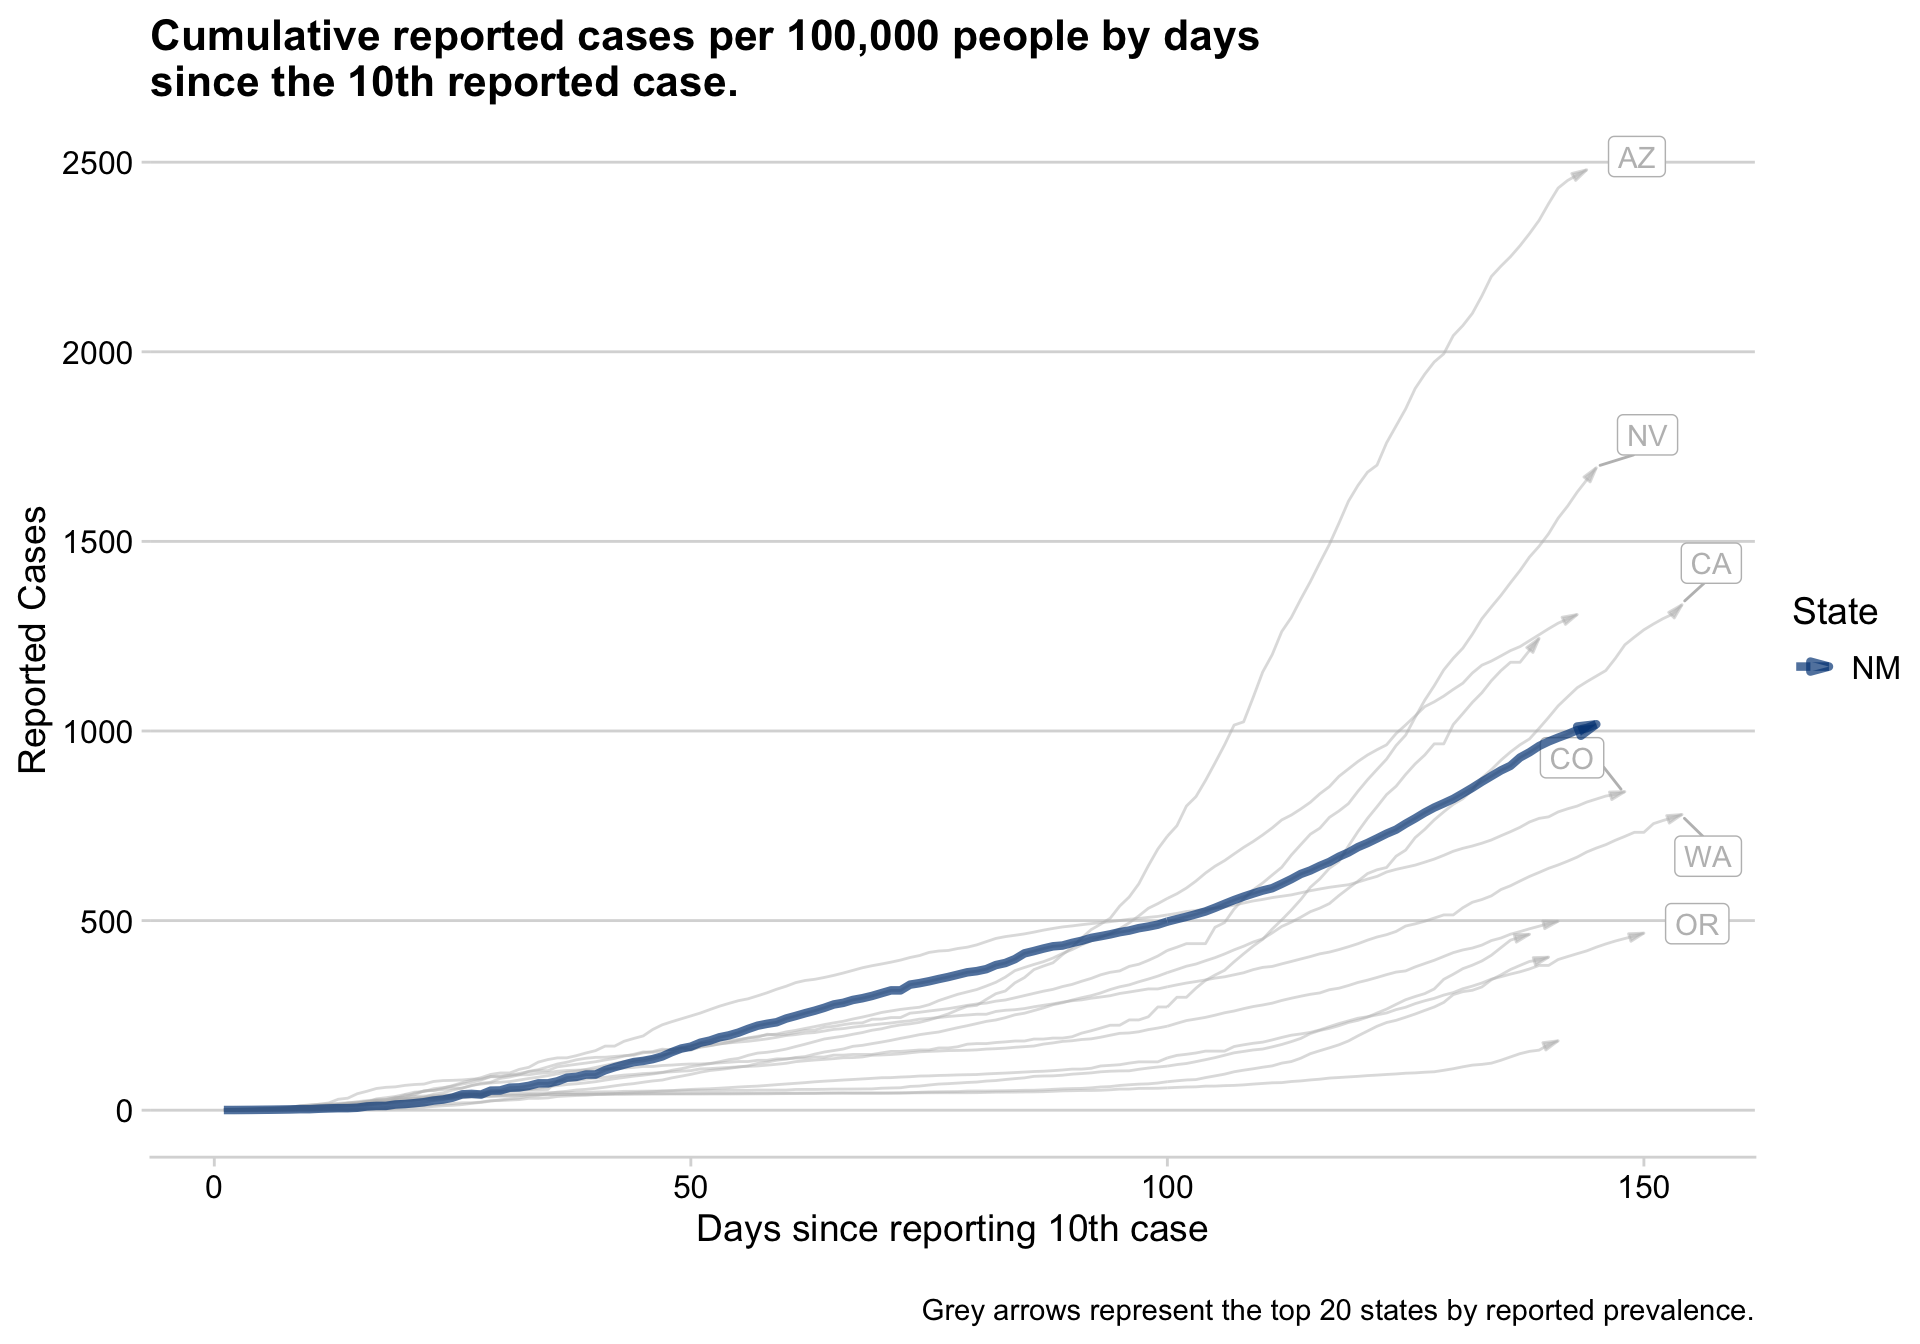 Cumulative reported cases per 100,000 people by days
since the 10th reported case.
2500
2000
1500
1000
500
0
Reported Cases
AZ
NV
CA
CO
WA
OR
State
NM
0
50
100
150
Days since reporting 10th case
Grey arrows represent the top 20 states by reported prevalence.